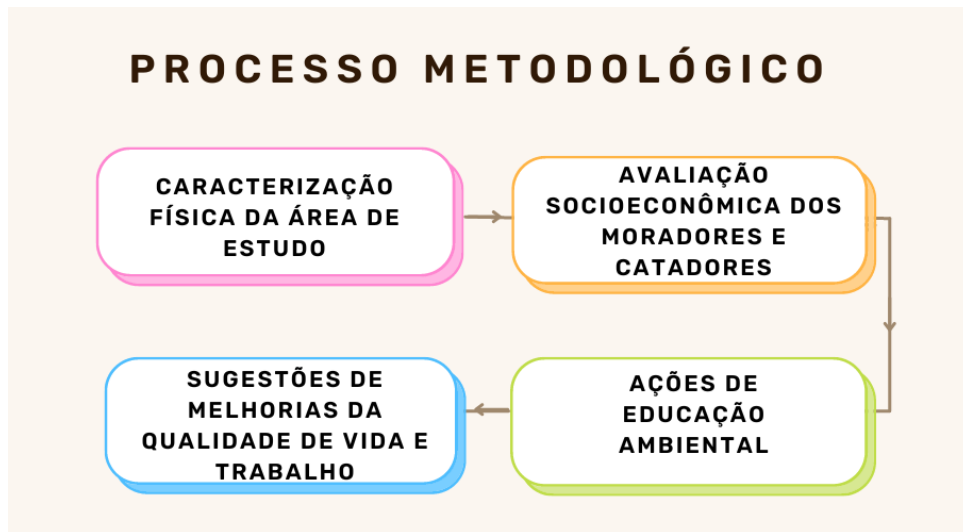 PROCESSO METODOLÓGICO
CARACTERIZAÇÃO
FÍSICA DA ÁREA DE
ESTUDO
AVALIAÇÃO
SOCIOECONÔMICA DOS
MORADORES E
CATADORES
AÇÕES DE
EDUCAÇÃO
AMBIENTAL
SUGESTÕES DE
MELHORIAS DA
QUALIDADE DE VIDA E
TRABALHO